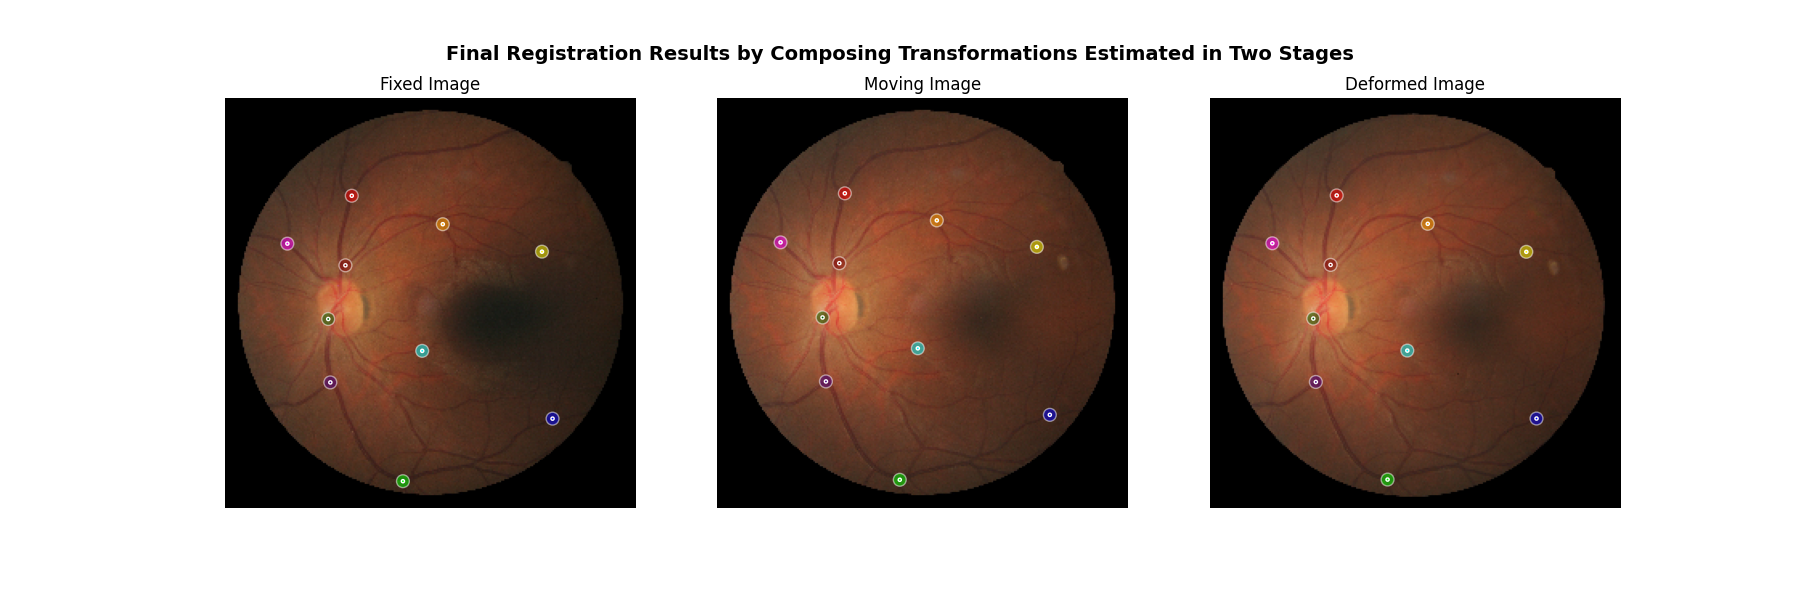 Final Registration Results by Composing Transformations Estimated in Two Stages
Fixed Image
Moving Image
Deformed Image